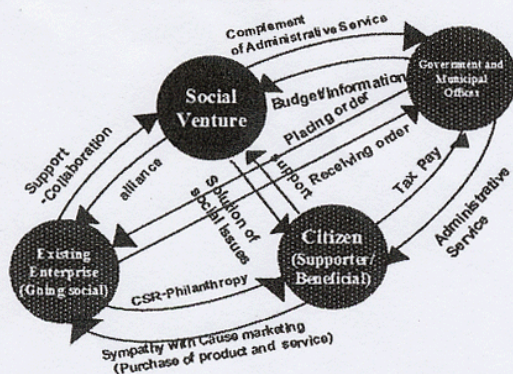 Complement
of Administrative Service
Social
Venture
Government and
Municipal
Offices
Budget/Information
Placing order
Receiving order
Support
-Collaboration
alliance
Solution of
social issues
support
Tax Pay
Administrative
Service
Existing
Enterprise
(Going social)
Citizen
(Supporter/
Beneficial)
CSR-Philanthropy
Sympathy with Cause marketing
(Purchase of product and service)